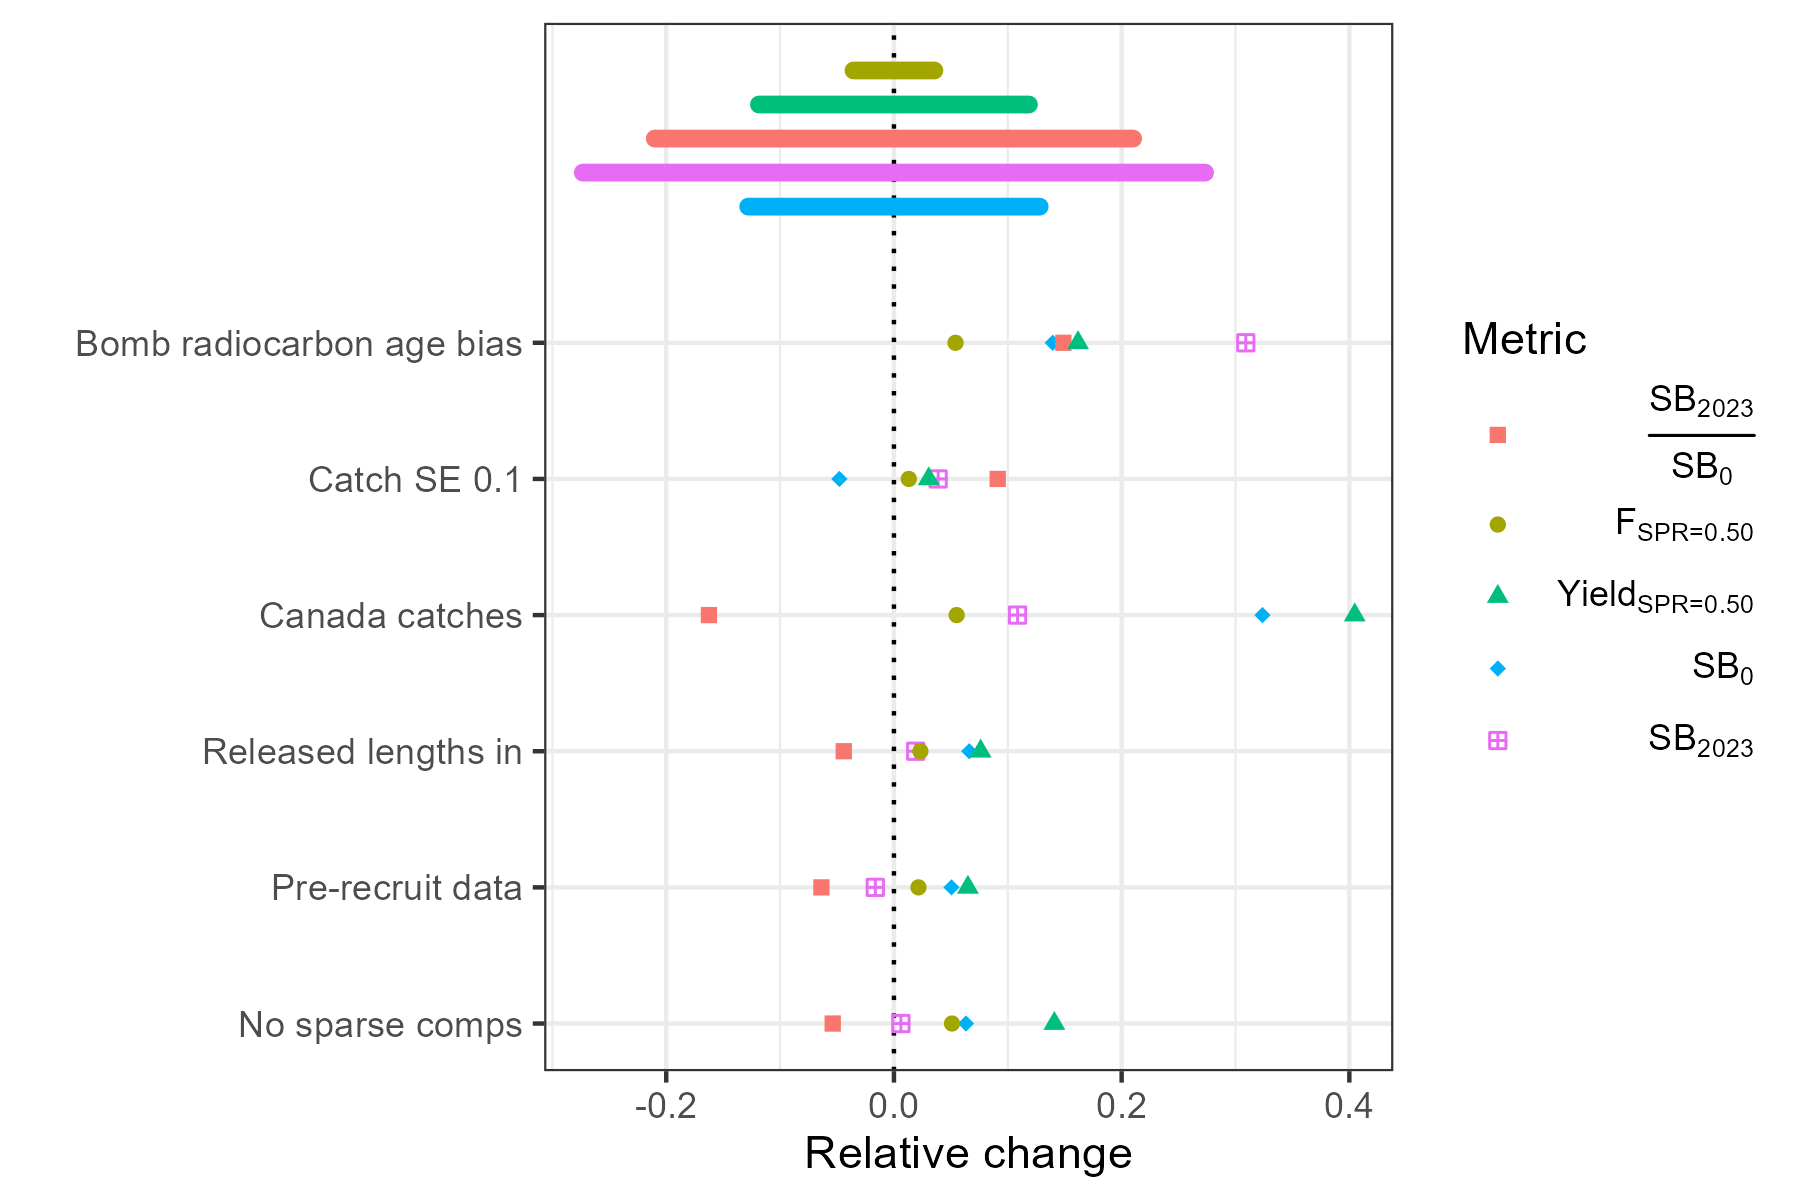 Bomb radiocarbon age bias
Catch SE 0.1
Canada catches
Released lengths in
Pre-recruit data
No sparse comps
-0.2 0.0 0.2 0.4
Relative change
Metric
SB2023
SB0
FSPR=0.50
YieldSPR=0.50
SB0
SB2023